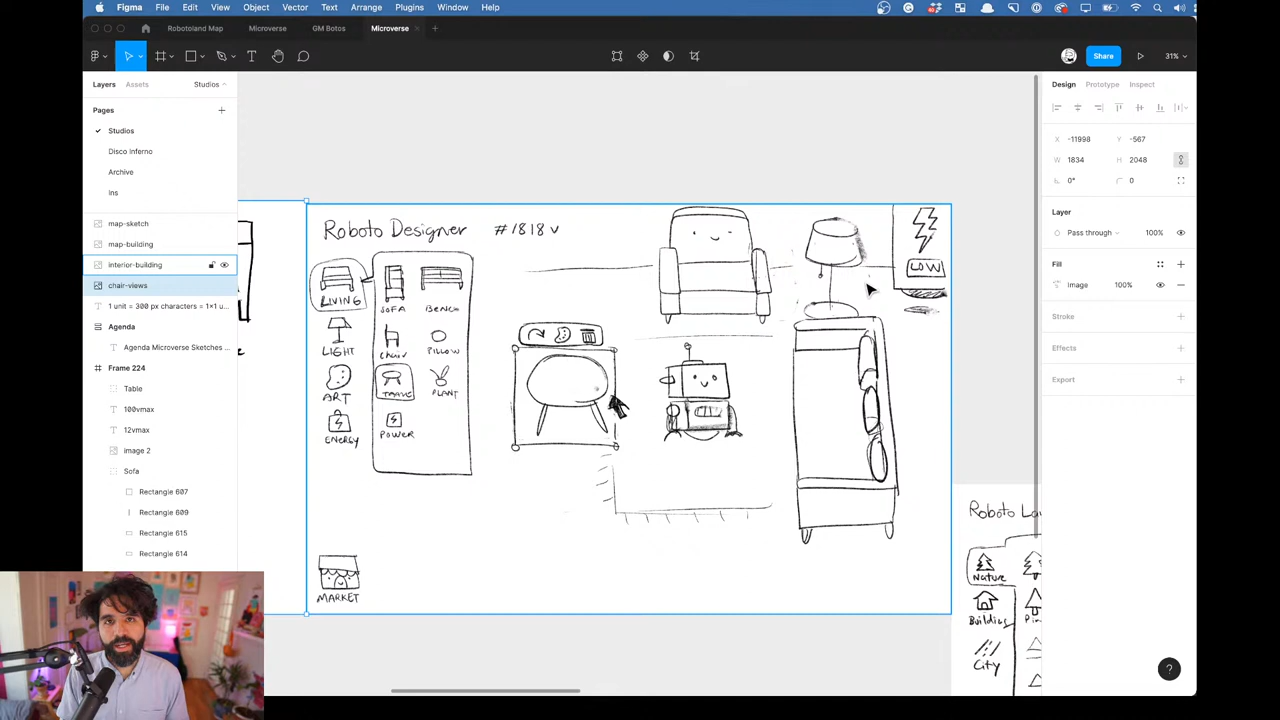 Figma File Edit View Object Vector Text Arrange Plugins Window Help
Robotoland Map Microverse GM Botos Microverse
Share 31%
Layers Assets Studios
Design Prototype Inspect
Pages
Studios
Disco Inferno
Archive
Ins
map-sketch
map-building
interior-building
chair-views
1 unit = 300 px characters = 1x1 u...
Agenda
Agenda Microverse Sketches ...
Frame 224
Table
100vmax
12vmax
image 2
Sofa
Rectangle 607
Rectangle 609
Rectangle 615
Rectangle 614
Roboto Designer #1818
LIVING
LIGHT
ART
ENERGY
SOFA Bench
Chair PILLOW
TABLE PLANT
POWER
MARKET
LOW
Nature
Building
City
X -11998 Y -567
W 1834 H 2048
0° 0
Layer
Pass through 100%
Fill
Image 100%
Stroke
Effects
Export
?